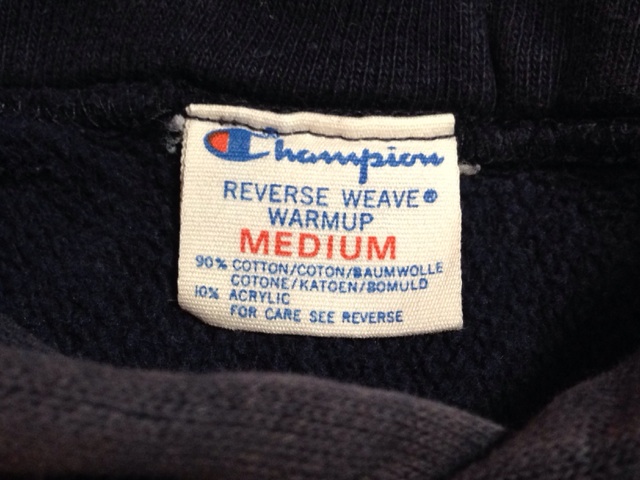 Champion
REVERSE WEAVE®
WARMUP
MEDIUM
90% COTTON/COTON/BAUMWOLLE
COTONE/KATOEN/BOMULD
10% ACRYLIC
FOR CARE SEE REVERSE